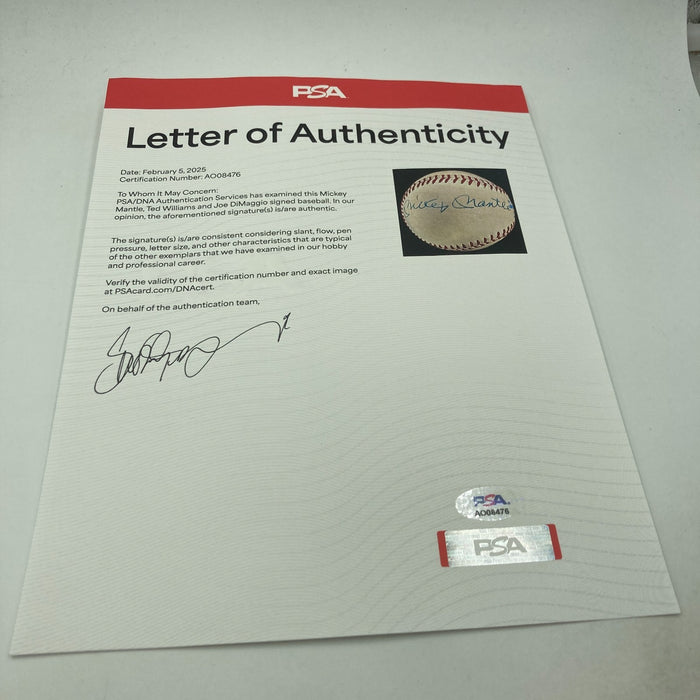 PSA
Letter of Authenticity
Date: February 5, 2025
Certification Number: AO08476
To Whom It May Concern:
PSA/DNA Authentication Services has examined this Mickey
Mantle, Ted Williams and Joe DiMaggio signed baseball. In our
opinion, the aforementioned signature(s) is/are authentic.
The signature(s) is/are consistent considering slant, flow, pen
pressure, letter size, and other characteristics that are typical
of the other exemplars that we have examined in our hobby
and professional career.
Verify the validity of the certification number and exact image
at PSAcard.com/DNAcert.
On behalf of the authentication team,
Mickey Mantle
PSA
AO08476
PSA